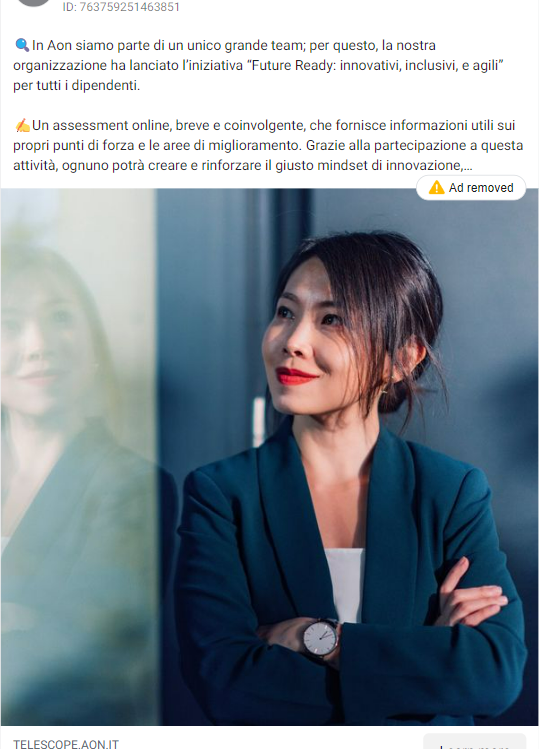 ID: 763759251463851
🔍In Aon siamo parte di un unico grande team; per questo, la nostra
organizzazione ha lanciato l’iniziativa “Future Ready: innovativi, inclusivi, e agili”
per tutti i dipendenti.
✍️Un assessment online, breve e coinvolgente, che fornisce informazioni utili sui
propri punti di forza e le aree di miglioramento. Grazie alla partecipazione a questa
attività, ognuno potrà creare e rinforzare il giusto mindset di innovazione,...
Ad removed
TELESCOPE.AON.IT
Learn more